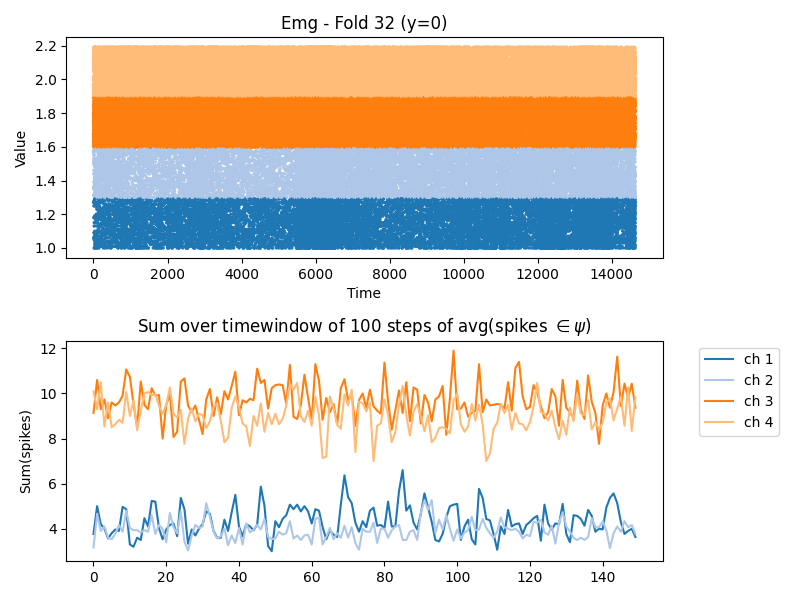 Emg - Fold 32 (y=0)
2.2
2.0
1.8
1.6
1.4
1.2
1.0
Value
0 2000 4000 6000 8000 10000 12000 14000
Time
Sum over timewindow of 100 steps of avg(spikes ∈ ψ)
12
10
8
6
4
Sum(spikes)
0 20 40 60 80 100 120 140
ch 1
ch 2
ch 3
ch 4